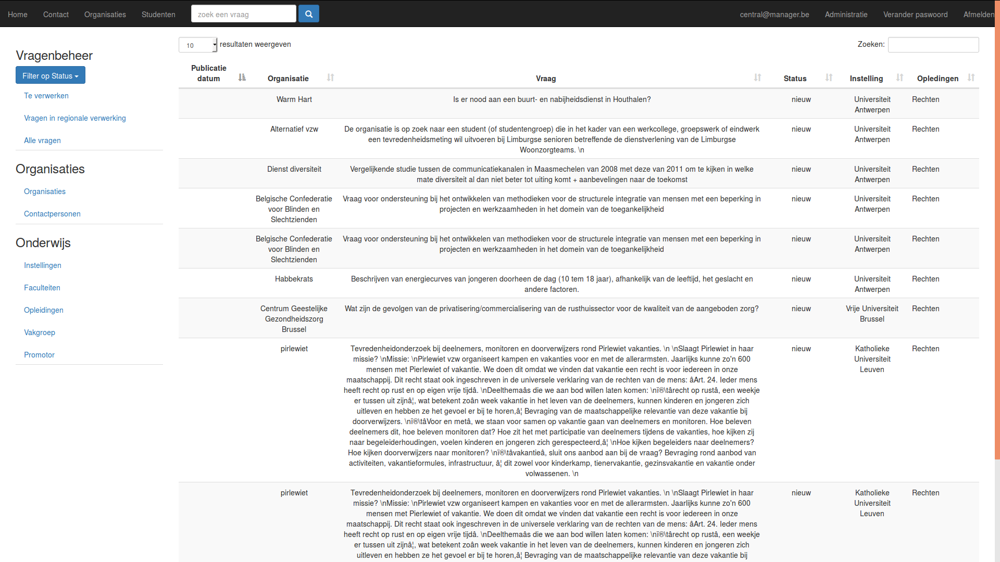 Home Contact Organisaties Studenten zoek een vraag central@manager.be Administratie Verander paswoord Afmelden
Vragenbeheer
Filter op Status
Te verwerken
Vragen in regionale verwerking
Alle vragen
Organisaties
Organisaties
Contactpersonen
Onderwijs
Instellingen
Faculteiten
Opleidingen
Vakgroep
Promotor
10 resultaten weergeven Zoeken:
Publicatie
datum Organisatie Vraag Status Instelling Opledingen
Warm Hart Is er nood aan een buurt- en nabijheidsdienst in Houthalen? nieuw Universiteit Rechten
Antwerpen
Alternatief vzw De organisatie is op zoek naar een student (of studentengroep) die in het kader van een werkcollege, groepswerk of eindwerk nieuw Universiteit Rechten
een tevredenheidsmeting wil uitvoeren bij Limburgse senioren betreffende de dienstverlening van de Limburgse Antwerpen
Woonzorgteams. \n
Dienst diversiteit Vergelijkende studie tussen de communicatiekanalen in Maasmechelen van 2008 met deze van 2011 om te kijken in welke nieuw Universiteit Rechten
mate diversiteit al dan niet beter tot uiting komt + aanbevelingen naar de toekomst Antwerpen
Belgische Confederatie Vraag voor ondersteuning bij het ontwikkelen van methodieken voor de structurele integratie van mensen met een beperking in nieuw Universiteit Rechten
voor Blinden en projecten en werkzaamheden in het domein van de toegankelijkheid Antwerpen
Slechtzienden
Belgische Confederatie Vraag voor ondersteuning bij het ontwikkelen van methodieken voor de structurele integratie van mensen met een beperking in nieuw Universiteit Rechten
voor Blinden en projecten en werkzaamheden in het domein van de toegankelijkheid Antwerpen
Slechtzienden
Habbekrats Beschrijven van energiecurves van jongeren doorheen de dag (10 tem 18 jaar), afhankelijk van de leeftijd, het geslacht en nieuw Universiteit Rechten
andere factoren. Antwerpen
Centrum Geestelijke Wat zijn de gevolgen van de privatisering/commercialisering van de rusthuissector voor de kwaliteit van de aangeboden zorg? nieuw Vrije Universiteit Rechten
Gezondheidszorg Brussel
Brussel
pirlewiet Tevredenheidonderzoek bij deelnemers, monitoren en doorverwijzers rond Pirlewiet vakanties. \n \nSlaagt Pirlewiet in haar nieuw Katholieke Rechten
missie? \nMissie: \nPirlewiet vzw organiseert kampen en vakanties voor en met de allerarmsten. Jaarlijks kunne zo'n 600 Universiteit
mensen met Pierlewiet of vakantie. We doen dit omdat we vinden dat vakantie een recht is voor iedereen in onze Leuven
maatschappij. Dit recht staat ook ingeschreven in de universele verklaring van de rechten van de mens: âArt. 24. Ieder mens
heeft recht op rust en op eigen vrije tijdâ. \nDeelthemaâs die we aan bod willen laten komen: \nï®\târecht op rustâ, een weekje
er tussen uit zijnâ¦, wat betekent zoân week vakantie in het leven van de deelnemers, kunnen kinderen en jongeren zich
uitleven en hebben ze het gevoel er bij te horen,â¦ Bevraging van de maatschappelijke relevantie van deze vakantie bij
doorverwijzers. \nï®\tâVoor en metâ, we staan voor samen op vakantie gaan van deelnemers en monitoren. Hoe beleven
deelnemers dit, hoe beleven monitoren dat? Hoe zit het met participatie van deelnemers tijdens de vakanties, hoe kijken zij
naar begeleiderhoudingen, voelen kinderen en jongeren zich gerespecteerd,â¦ \nHoe kijken begeleiders naar deelnemers?
Hoe kijken doorverwijzers naar monitoren? \nï®\tâvakantieâ, sluit ons aanbod aan bij de vraag? Bevraging rond aanbod van
activiteiten, vakantieformules, infrastructuur, â¦ dit zowel voor kinderkamp, tienervakantie, gezinsvakantie en vakantie onder
volwassenen. \n
pirlewiet Tevredenheidonderzoek bij deelnemers, monitoren en doorverwijzers rond Pirlewiet vakanties. \n \nSlaagt Pirlewiet in haar nieuw Katholieke Rechten
missie? \nMissie: \nPirlewiet vzw organiseert kampen en vakanties voor en met de allerarmsten. Jaarlijks kunne zo'n 600 Universiteit
mensen met Pierlewiet of vakantie. We doen dit omdat we vinden dat vakantie een recht is voor iedereen in onze Leuven
maatschappij. Dit recht staat ook ingeschreven in de universele verklaring van de rechten van de mens: âArt. 24. Ieder mens
heeft recht op rust en op eigen vrije tijdâ. \nDeelthemaâs die we aan bod willen laten komen: \nï®\târecht op rustâ, een weekje
er tussen uit zijnâ¦, wat betekent zoân week vakantie in het leven van de deelnemers, kunnen kinderen en jongeren zich
uitleven en hebben ze het gevoel er bij te horen,â¦ Bevraging van de maatschappelijke relevantie van deze vakantie bij